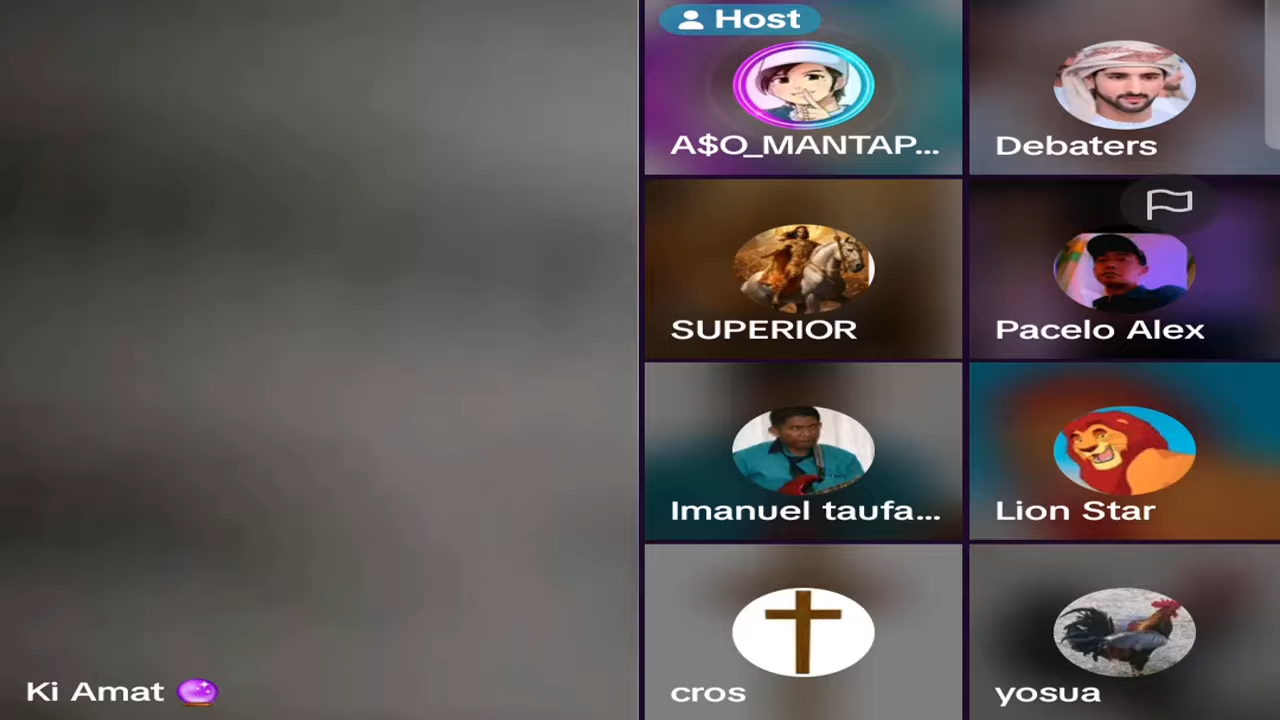 Host
A$O_MANTAP...
Debaters
SUPERIOR
Pacelo Alex
Imanuel taufa...
Lion Star
cros
yosua
Ki Amat